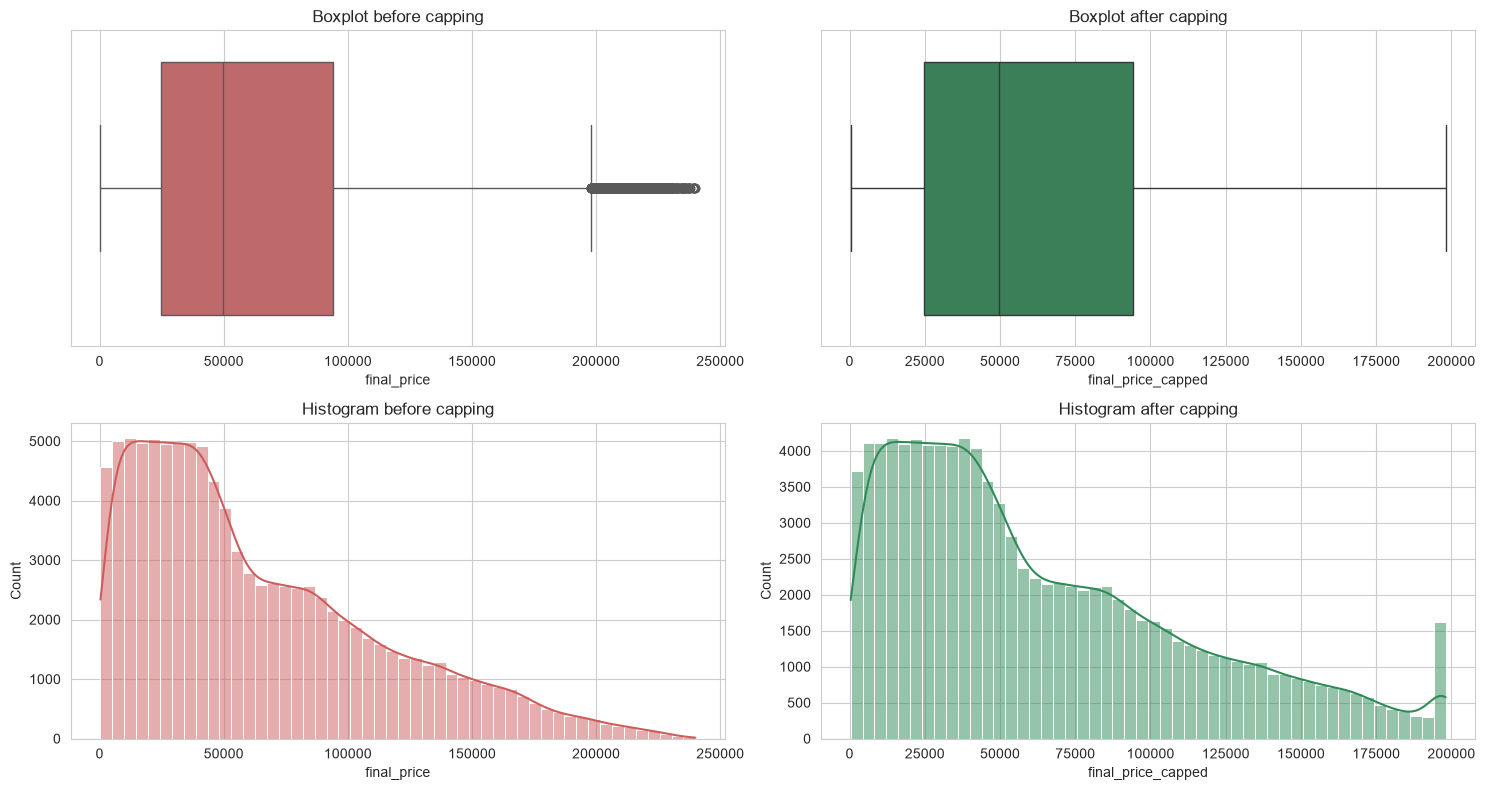 Boxplot before capping
0 50000 100000 150000 200000 250000
final_price
Boxplot after capping
0 25000 50000 75000 100000 125000 150000 175000 200000
final_price_capped
Histogram before capping
5000
4000
3000
2000
1000
0
Count
0 50000 100000 150000 200000 250000
final_price
Histogram after capping
4000
3500
3000
2500
2000
1500
1000
500
0
Count
0 25000 50000 75000 100000 125000 150000 175000 200000
final_price_capped